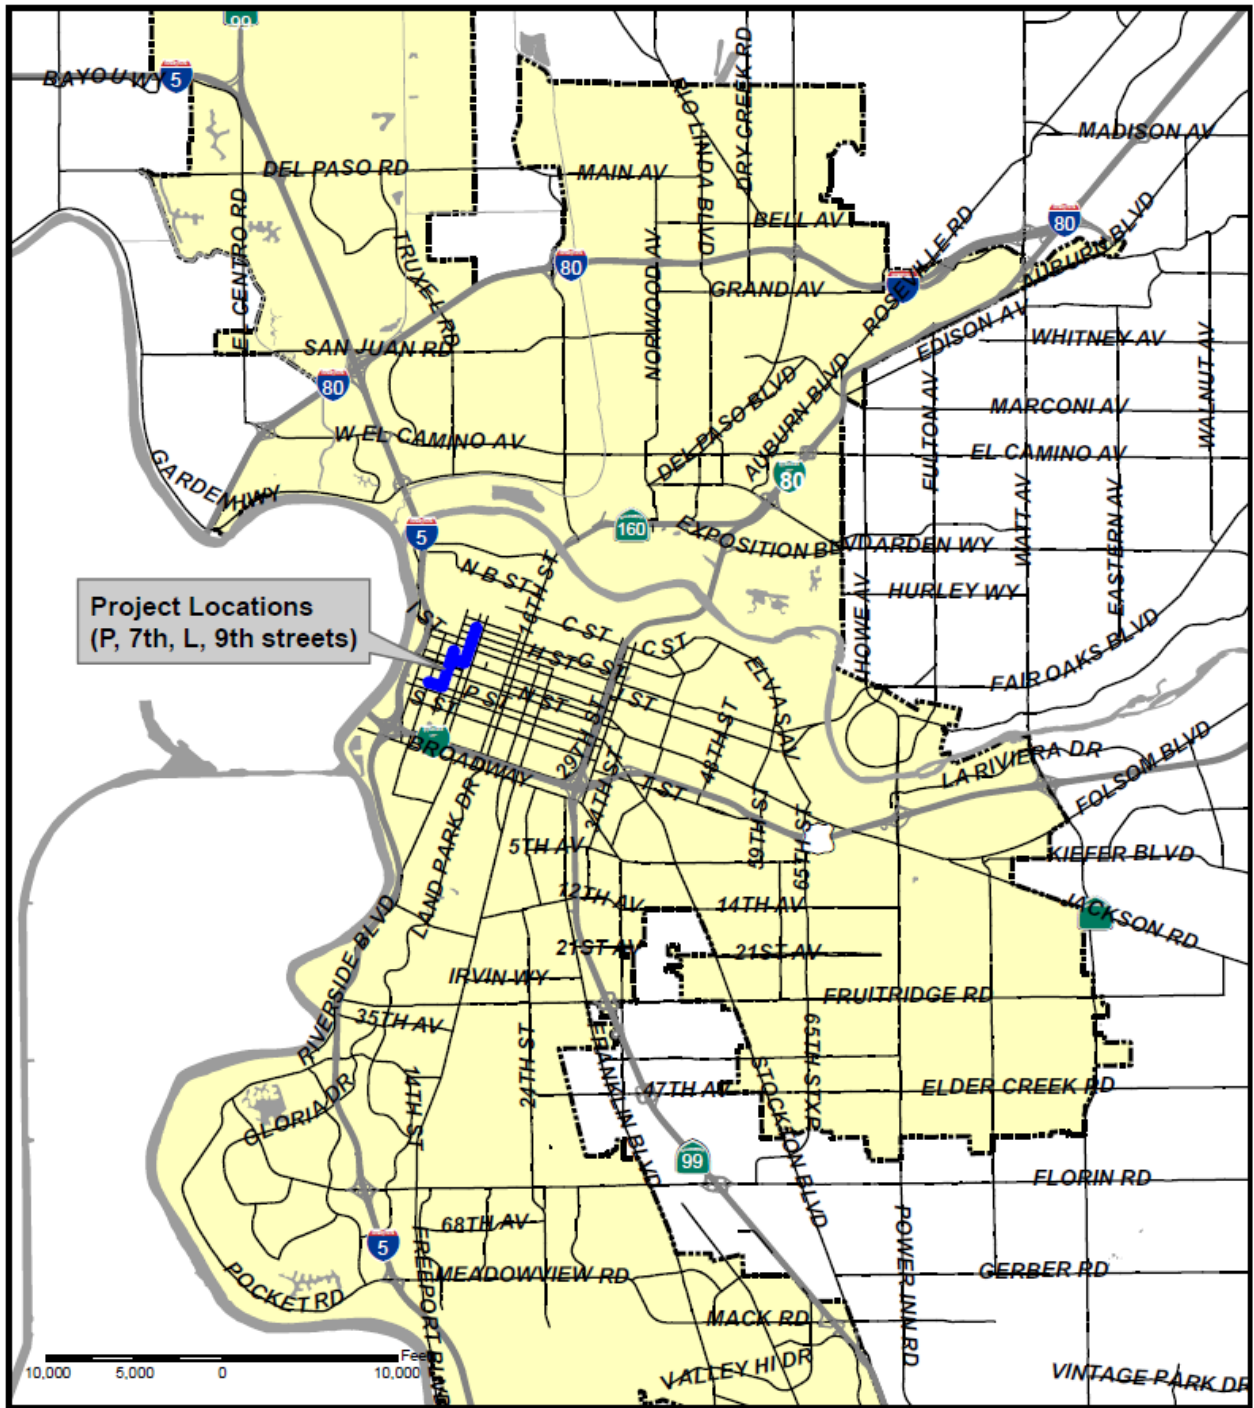 99
BAYOU WY
5
DRY CREEK RD
RIO LINDA BLVD
MADISON AV
DEL PASO RD
MAIN AV
EL CENTRO RD
BELL AV
80
AUBURN BLVD
ROSEVILLE RD
TRUXEL RD
80
NORWOOD AV
GRAND AV
EDISON AV
WHITNEY AV
WALNUT AV
SAN JUAN RD
80
DEL PASO BLVD
AUBURN BLVD
FULTON AV
MARCONI AV
W EL CAMINO AV
EL CAMINO AV
GARDEN HWY
80
WATT AV
EASTERN AV
5
160
EXPOSITION BLVD
ARDEN WY
N B ST
16TH ST
HURLEY WY
HOWE AV
Project Locations
(P, 7th, L, 9th streets)
I ST
C ST
C ST
FAIR OAKS BLVD
H ST
G ST
ELVAS AV
P ST
N ST
J ST
S ST
29TH ST
48TH ST
BROADWAY
34TH ST
T ST
LA RIVIERA DR
FOLSOM BLVD
LAND PARK DR
5TH AV
59TH ST
65TH ST
KIEFER BLVD
12TH AV
14TH AV
JACKSON RD
RIVERSIDE BLVD
21ST AV
21ST AV
IRVIN WY
FRUITRIDGE RD
35TH AV
24TH ST
FRANKLIN BLVD
65TH ST XP
STOCKTON BLVD
14TH ST
47TH AV
ELDER CREEK RD
GLORIA DR
99
FLORIN RD
68TH AV
5
FREEPORT BLVD
POWER INN RD
POCKET RD
MEADOWVIEW RD
GERBER RD
MACK RD
VALLEY HI DR
VINTAGE PARK DR
Feet
10,000 5,000 0 10,000